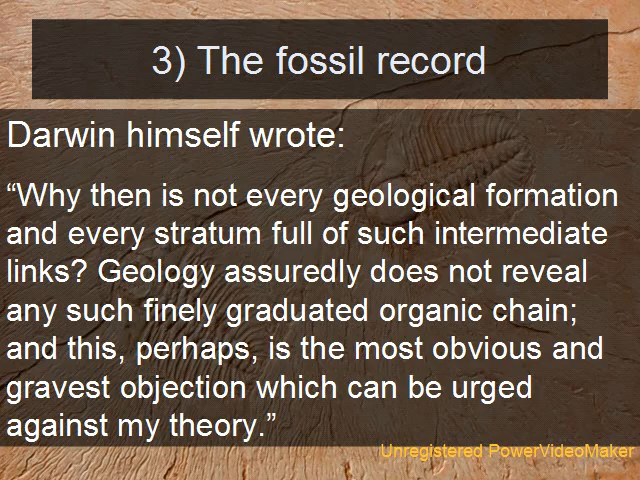 3) The fossil record
Darwin himself wrote:
“Why then is not every geological formation
and every stratum full of such intermediate
links? Geology assuredly does not reveal
any such finely graduated organic chain;
and this, perhaps, is the most obvious and
gravest objection which can be urged
against my theory.”
Unregistered PowerVideoMaker